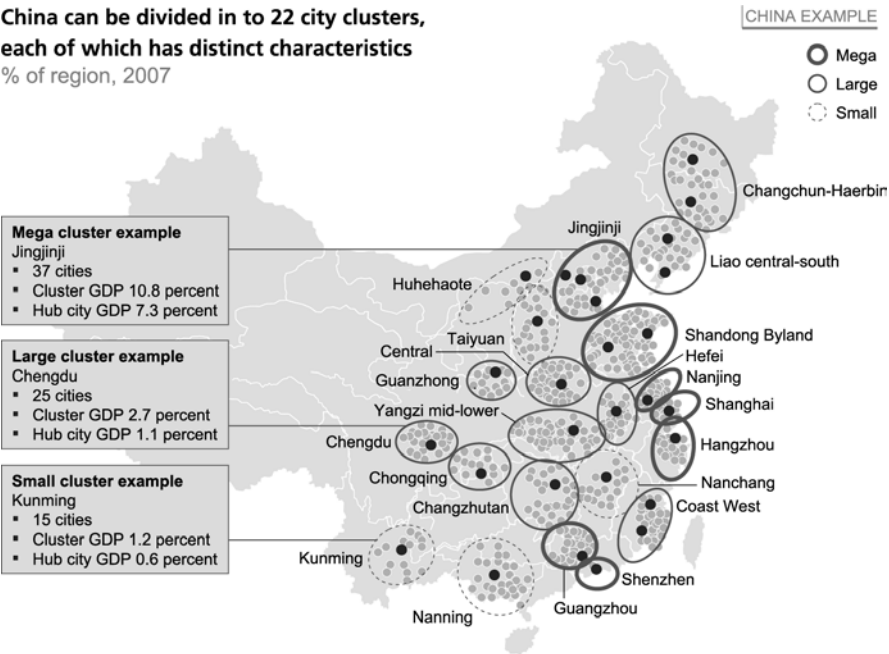 China can be divided in to 22 city clusters,
each of which has distinct characteristics
% of region, 2007
CHINA EXAMPLE
Mega
Large
Small
Changchun-Haerbin
Jingjinji
Liao central-south
Mega cluster example
Jingjinji
▪ 37 cities
▪ Cluster GDP 10.8 percent
▪ Hub city GDP 7.3 percent
Huhehaote
Taiyuan
Shandong Byland
Central
Hefei
Large cluster example
Chengdu
▪ 25 cities
▪ Cluster GDP 2.7 percent
▪ Hub city GDP 1.1 percent
Guanzhong
Nanjing
Yangzi mid-lower
Shanghai
Chengdu
Hangzhou
Chongqing
Nanchang
Small cluster example
Kunming
▪ 15 cities
▪ Cluster GDP 1.2 percent
▪ Hub city GDP 0.6 percent
Changzhutan
Coast West
Kunming
Shenzhen
Guangzhou
Nanning